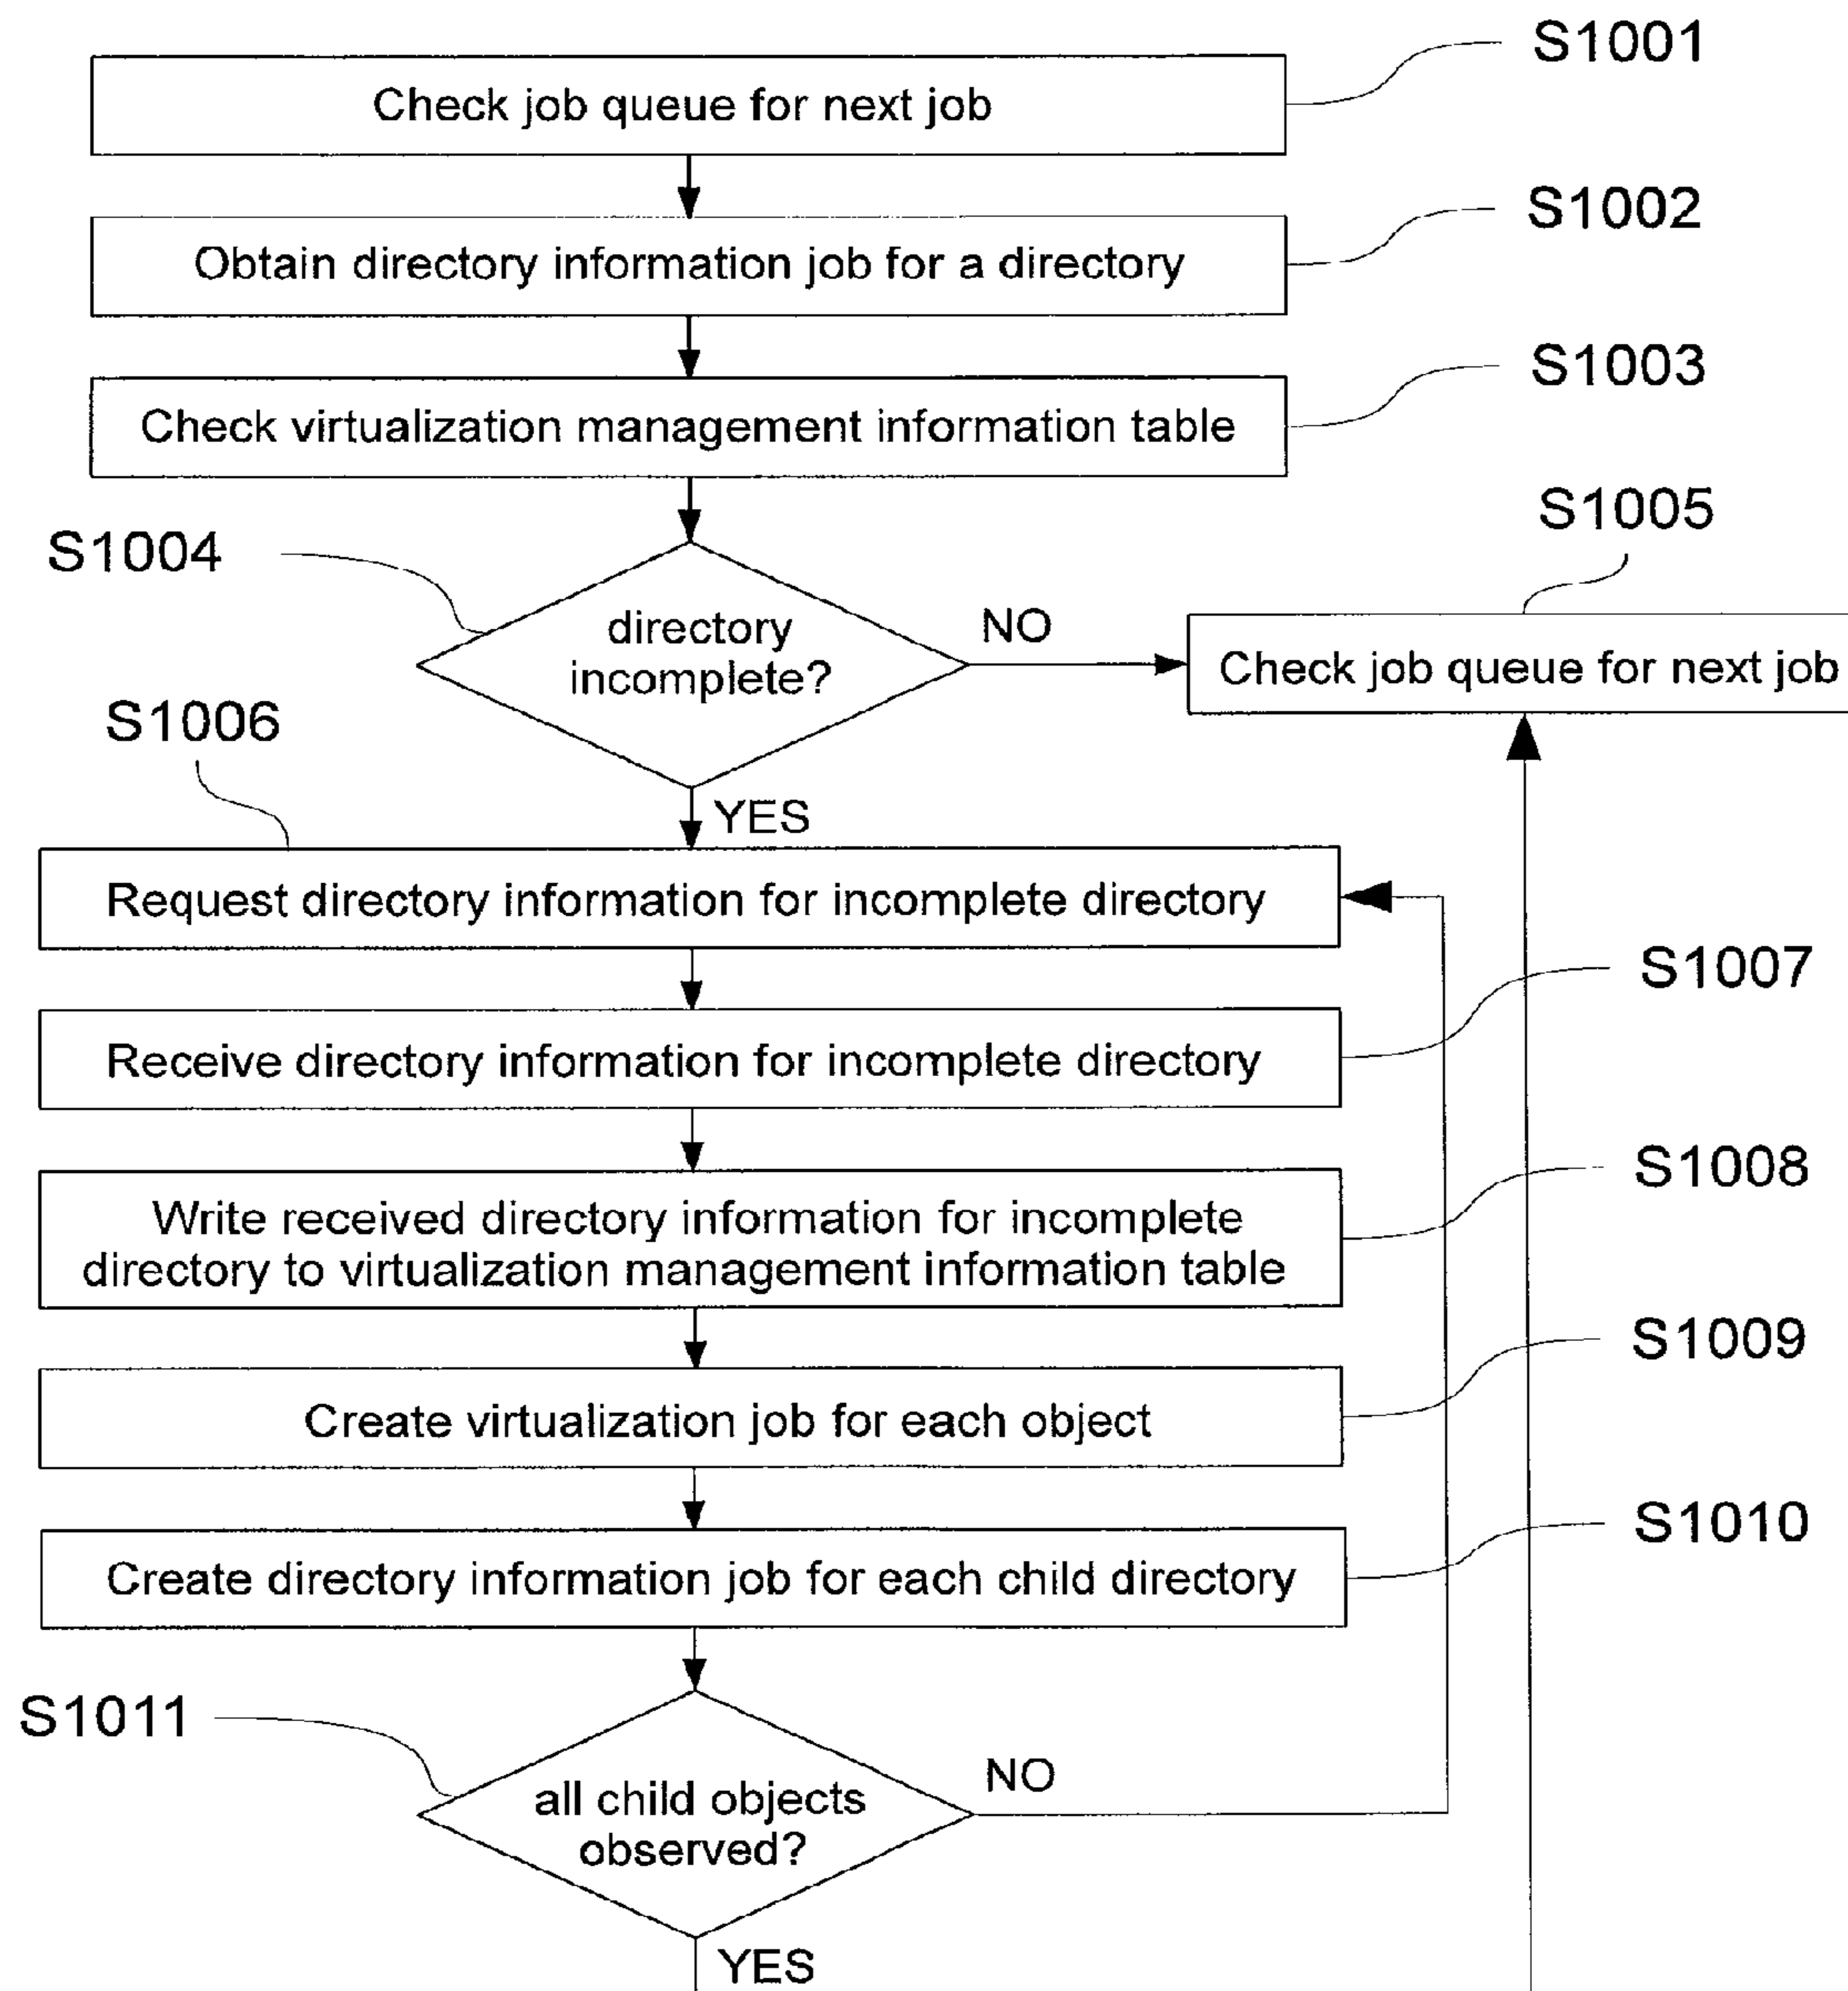 S1001
Check job queue for next job
S1002
Obtain directory information job for a directory
S1003
Check virtualization management information table
S1005
S1004
directory
incomplete?
NO
Check job queue for next job
S1006
YES
Request directory information for incomplete directory
S1007
Receive directory information for incomplete directory
S1008
Write received directory information for incomplete
directory to virtualization management information table
S1009
Create virtualization job for each object
S1010
Create directory information job for each child directory
S1011
all child objects
observed?
NO
YES